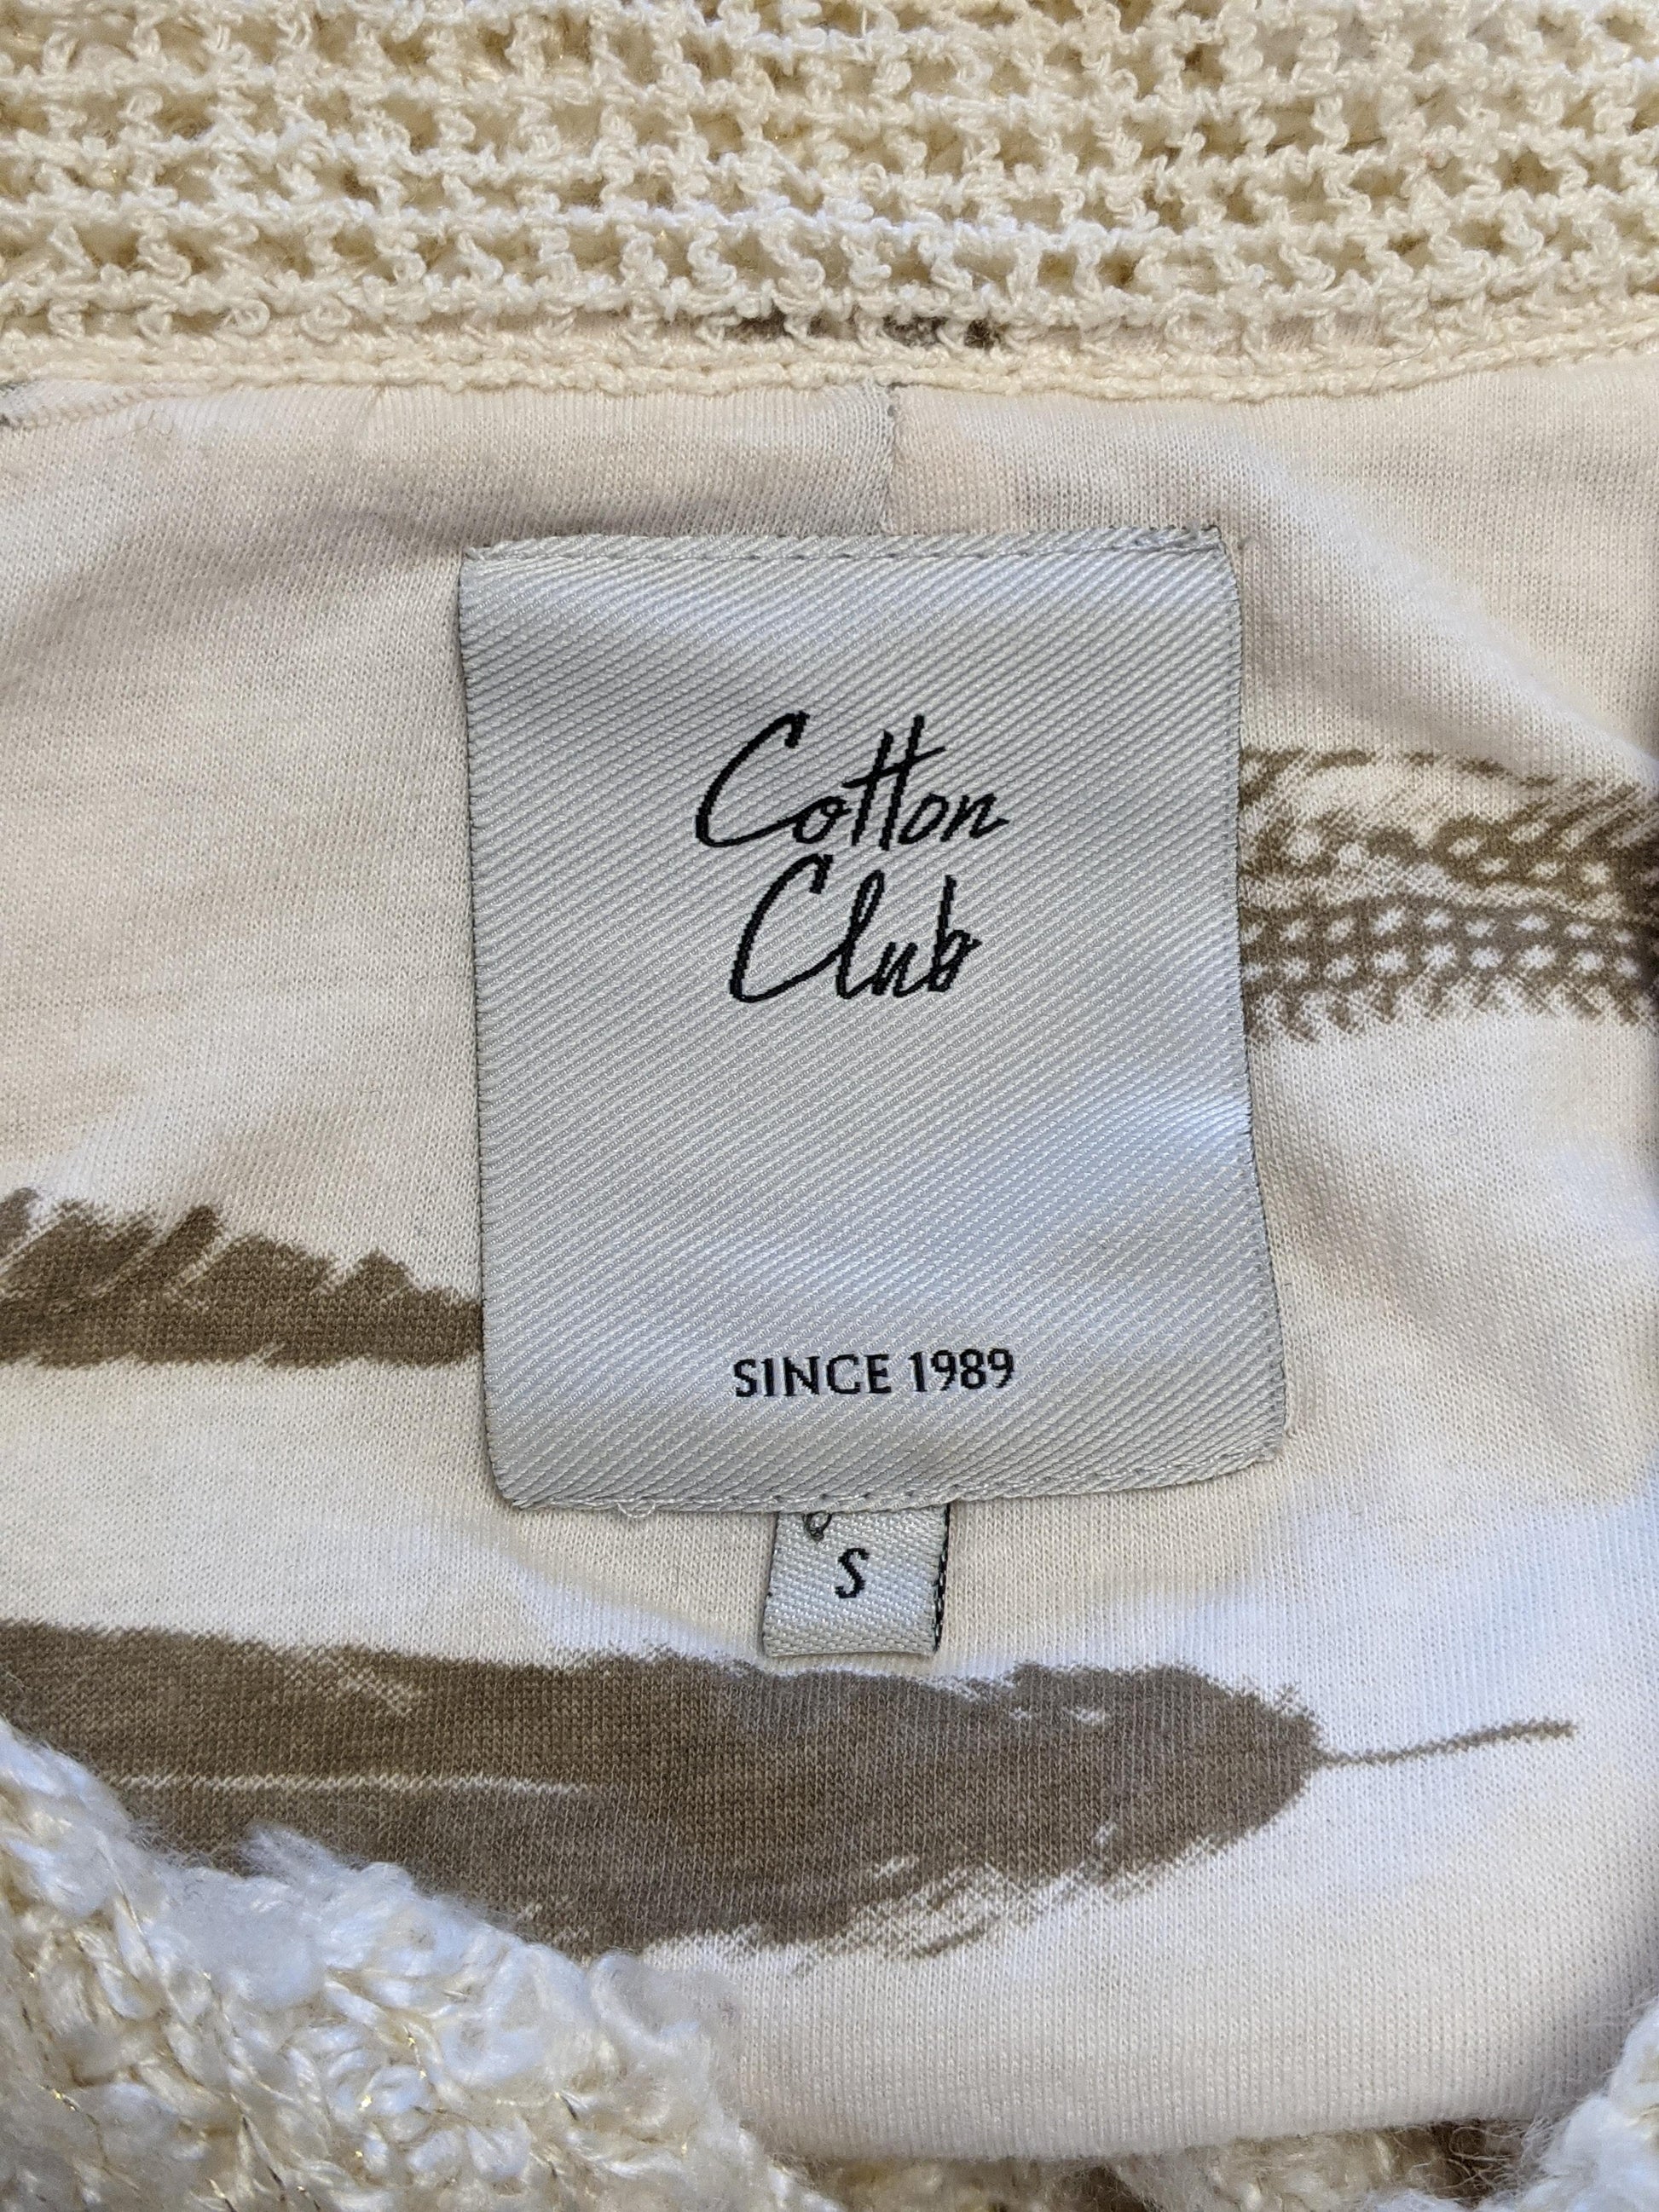 Cotton
Club
SINCE 1989
S